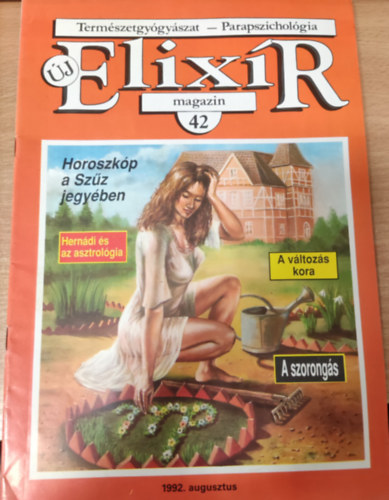 Természetgyógyászat — Parapszichológia
ÚJ
ElixíR
magazin
42
Horoszkóp
a Szűz
jegyében
Hernádi és
az asztrológia
A változás
kora
A szorongás
1992. augusztus